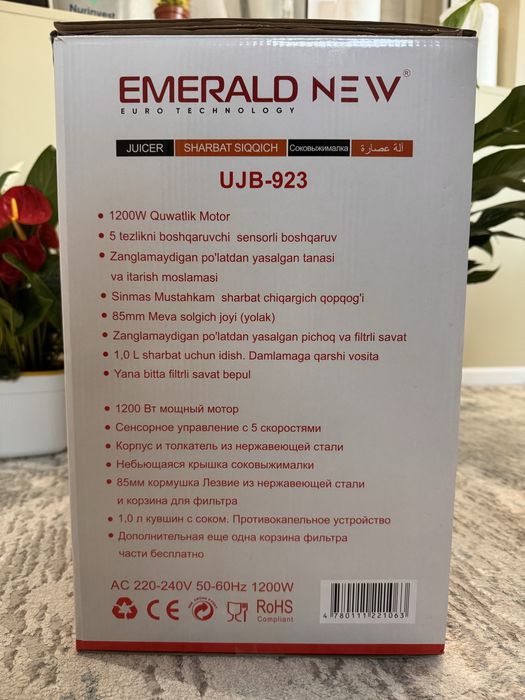 Nurinvest
EMERALD NEW®
EURO TECHNOLOGY
JUICER SHARBAT SIQQICH Соковыжималка آلة عصارة
UJB-923
• 1200W Quwatlik Motor
• 5 tezlikni boshqaruvchi sensorli boshqaruv
• Zanglamaydigan po'latdan yasalgan tanasi
va itarish moslamasi
• Sinmas Mustahkam sharbat chiqargich qopqog'i
• 85mm Meva solgich joyi (yolak)
• Zanglamaydigan po'latdan yasalgan pichoq va filtrli savat
• 1,0 L sharbat uchun idish. Damlamaga qarshi vosita
• Yana bitta filtrli savat bepul
• 1200 Вт мощный мотор
• Сенсорное управление с 5 скоростями
• Корпус и толкатель из нержавеющей стали
• Небьющаяся крышка соковыжималки
• 85мм кормушка Лезвие из нержавеющей стали
и корзина для фильтра
• 1,0 л кувшин с соком. Противокапельное устройство
• Дополнительная еще одна корзина фильтра
части бесплатно
AC 220-240V 50-60Hz 1200W
CE RoHS
Compliant
4 780111 221063